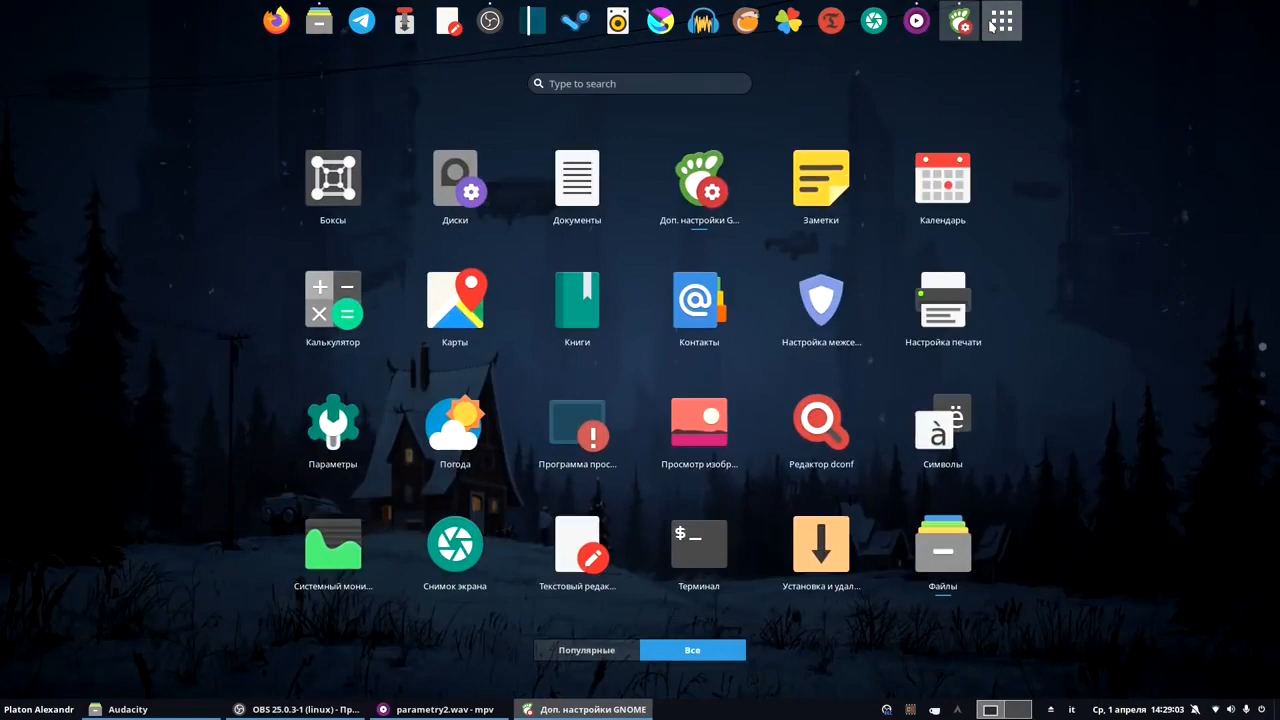 Type to search
Боксы
Диски
Документы
Доп. настройки G...
Заметки
Календарь
Калькулятор
Карты
Книги
Контакты
Настройка межсе...
Настройка печати
Параметры
Погода
Программа прос...
Просмотр изобр...
Редактор dconf
Символы
Системный мони...
Снимок экрана
Текстовый редак...
Терминал
Установка и удал...
Файлы
Популярные
Все
Platon Alexandr
Audacity
OBS 25.0.3-1 (linux) - Пр...
parametry2.wav - mpv
Доп. настройки GNOME
it
Ср, 1 апреля 14:29:03